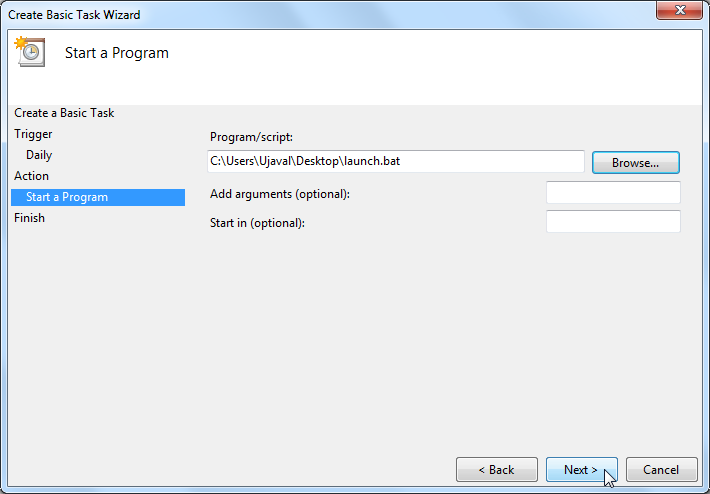 Create Basic Task Wizard
Start a Program
Create a Basic Task
Trigger
Daily
Action
Start a Program
Finish
Program/script:
C:\Users\Ujaval\Desktop\launch.bat
Browse...
Add arguments (optional):
Start in (optional):
< Back
Next >
Cancel